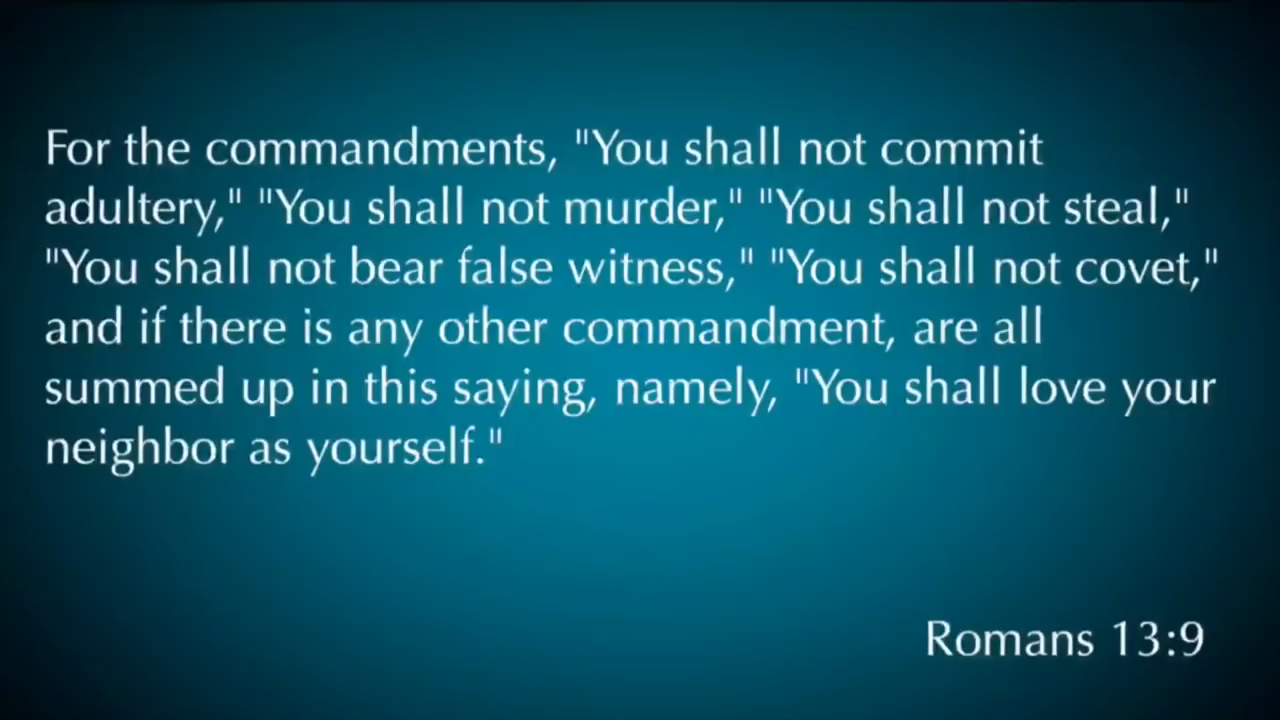 For the commandments, "You shall not commit
adultery," "You shall not murder," "You shall not steal,"
"You shall not bear false witness," "You shall not covet,"
and if there is any other commandment, are all
summed up in this saying, namely, "You shall love your
neighbor as yourself."
Romans 13:9